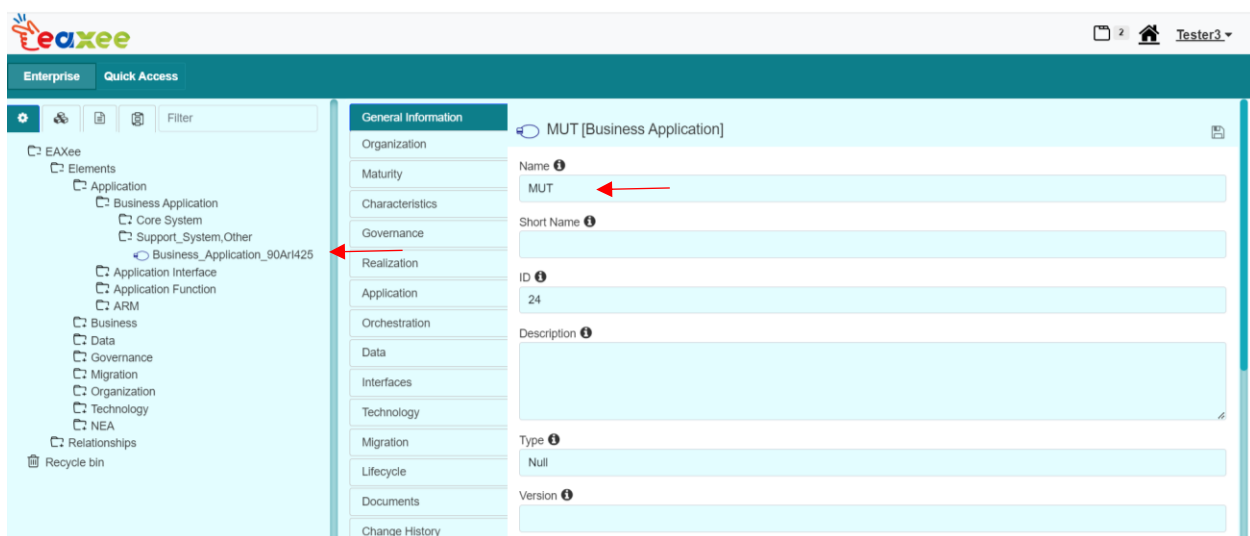 eaxee
2
Tester3
Enterprise
Quick Access
Filter
EAXee
Elements
Application
Business Application
Core System
Support_System,Other
Business_Application_90Arl425
Application Interface
Application Function
ARM
Business
Data
Governance
Migration
Organization
Technology
NEA
Relationships
Recycle bin
General Information
Organization
Maturity
Characteristics
Governance
Realization
Application
Orchestration
Data
Interfaces
Technology
Migration
Lifecycle
Documents
Change History
MUT [Business Application]
Name
MUT
Short Name
ID
24
Description
Type
Null
Version